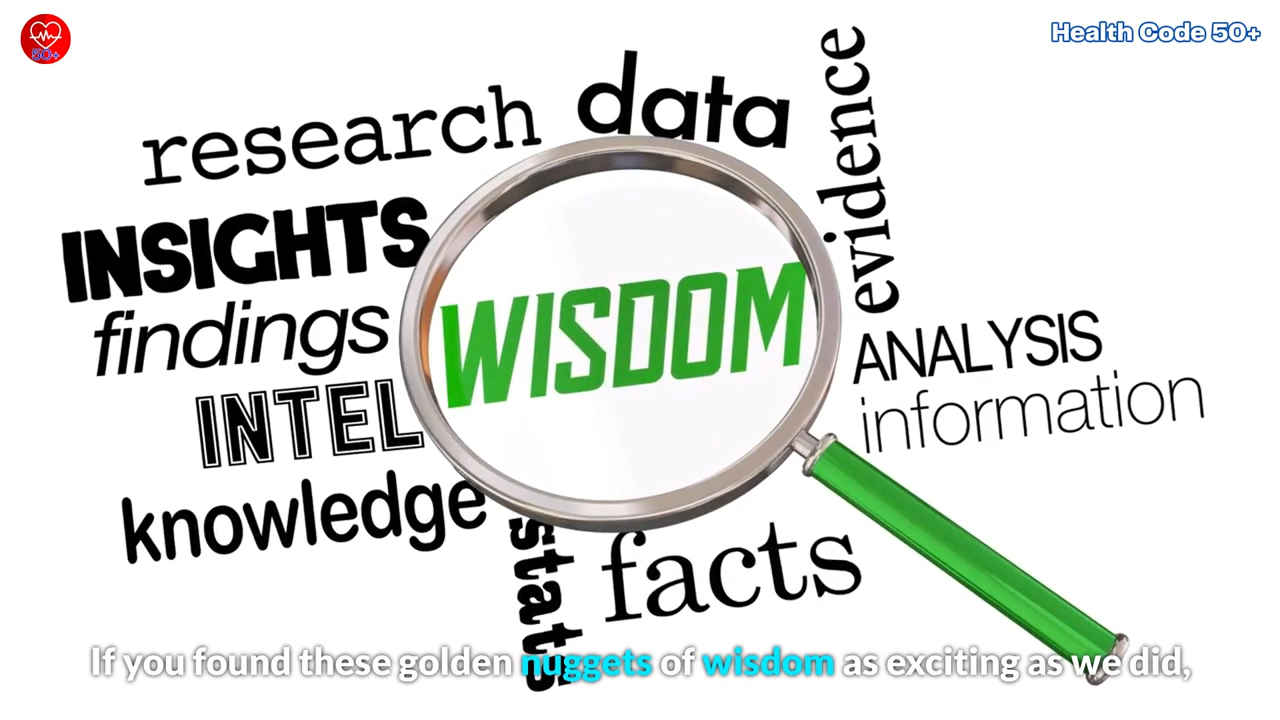 50+
Health Code 50+
research data
evidence
INSIGHTS
WISDOM
findings
ANALYSIS
INTEL
information
knowledge
stats
facts
If you found these golden nuggets of wisdom as exciting as we did,